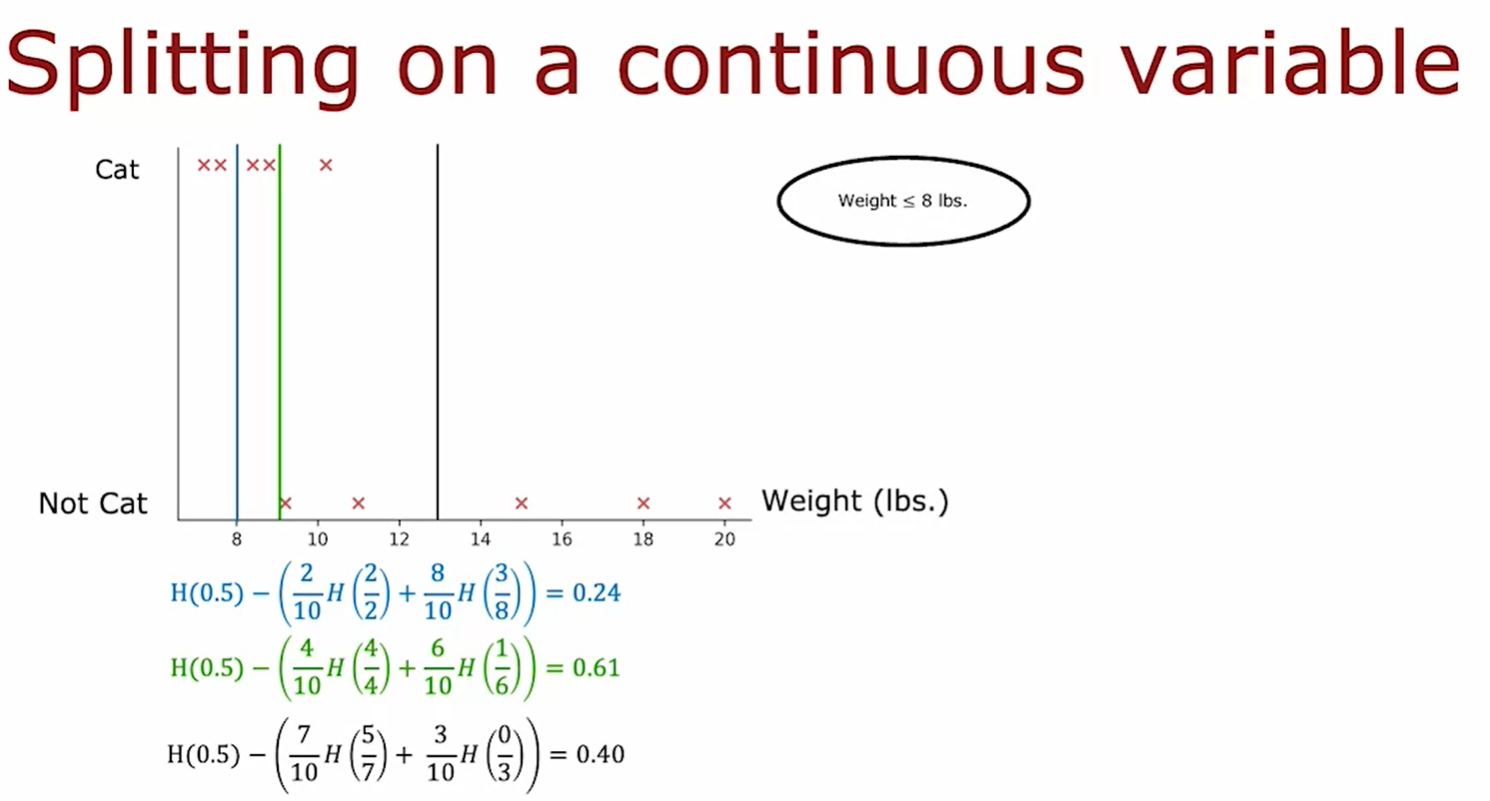 Splitting on a continuous variable
Cat
Weight ≤ 8 lbs.
Not Cat
Weight (lbs.)
8 10 12 14 16 18 20
H(0.5) − (2/10 H(2/2) + 8/10 H(3/8)) = 0.24
H(0.5) − (4/10 H(4/4) + 6/10 H(1/6)) = 0.61
H(0.5) − (7/10 H(5/7) + 3/10 H(0/3)) = 0.40